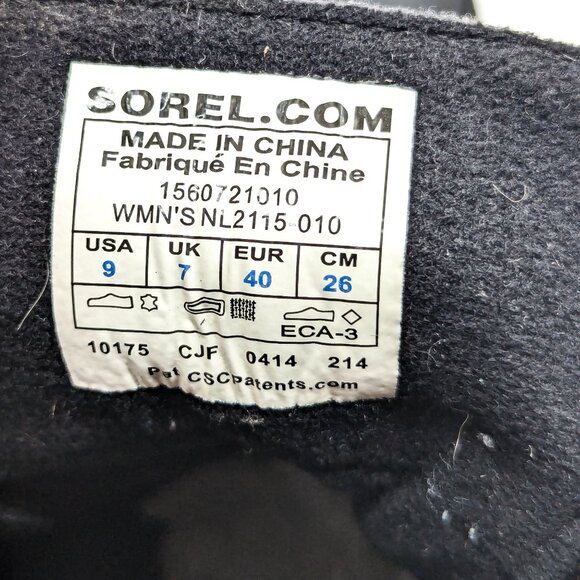 SOREL.COM
MADE IN CHINA
Fabriqué En Chine
1560721010
WMN'S NL2115-010
USA UK EUR CM
9 7 40 26
ECA-3
10175 CJF 0414 214
Pat CSCpatents.com